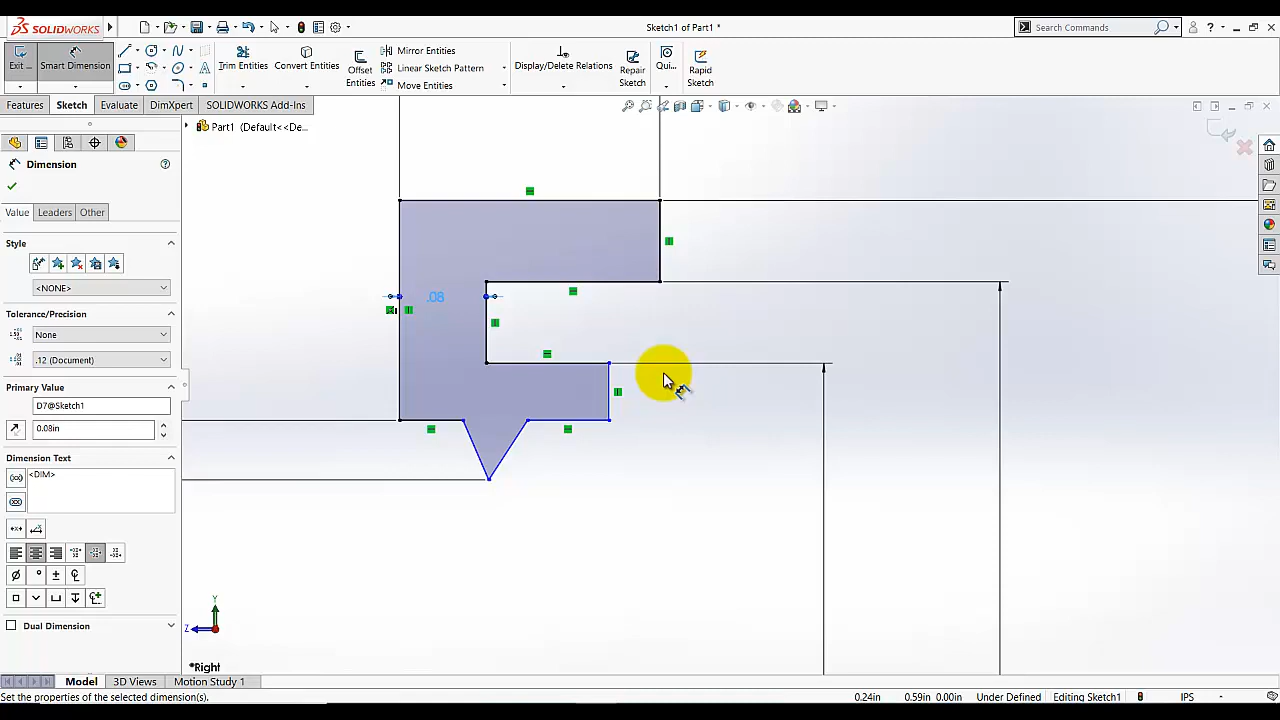 SOLIDWORKS
Sketch1 of Part1 *
Search Commands
?
Exit ...
Smart Dimension
Trim Entities
Convert Entities
Offset Entities
Mirror Entities
Linear Sketch Pattern
Move Entities
Display/Delete Relations
Repair Sketch
Qui...
Rapid Sketch
Features
Sketch
Evaluate
DimXpert
SOLIDWORKS Add-Ins
Part1 (Default<<De...
Dimension
Value
Leaders
Other
Style
<NONE>
Tolerance/Precision
None
.12 (Document)
Primary Value
D7@Sketch1
0.08in
Dimension Text
<DIM>
Dual Dimension
.08
Y
Z
*Right
Model
3D Views
Motion Study 1
Set the properties of the selected dimension(s).
0.24in
0.59in 0.00in
Under Defined
Editing Sketch1
IPS